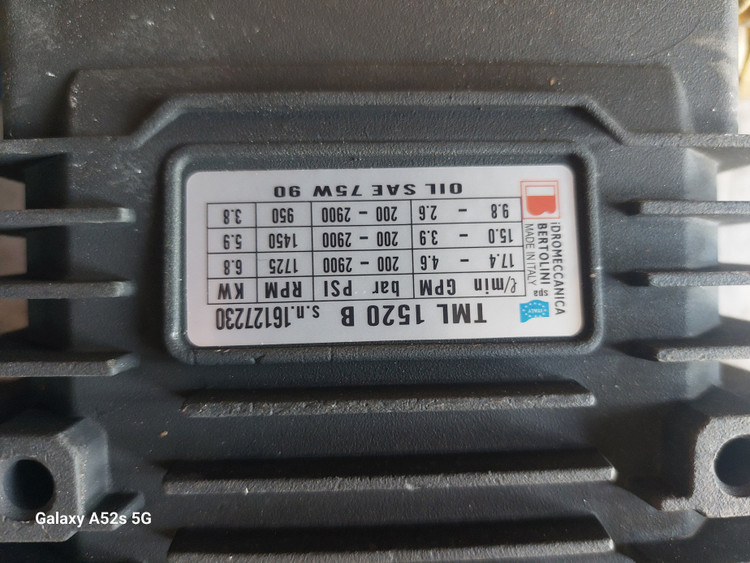 TML 1520 B s.n.16127230
ℓ/min GPM bar PSI RPM KW
17.4 - 4.6 200 - 2900 1725 6.8
15.0 - 3.9 200 - 2900 1450 5.9
9.8 - 2.6 200 - 2900 950 3.8
OIL SAE 75W 90
iDROMECCANICA
BERTOLINI spa
MADE IN ITALY
ITALY
Galaxy A52s 5G